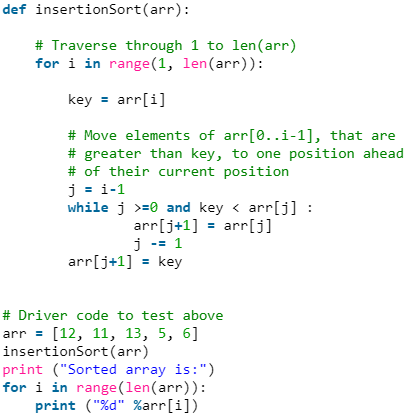 def insertionSort(arr):
# Traverse through 1 to len(arr)
for i in range(1, len(arr)):
key = arr[i]
# Move elements of arr[0..i-1], that are
# greater than key, to one position ahead
# of their current position
j = i-1
while j >=0 and key < arr[j] :
arr[j+1] = arr[j]
j -= 1
arr[j+1] = key
# Driver code to test above
arr = [12, 11, 13, 5, 6]
insertionSort(arr)
print ("Sorted array is:")
for i in range(len(arr)):
print ("%d" %arr[i])